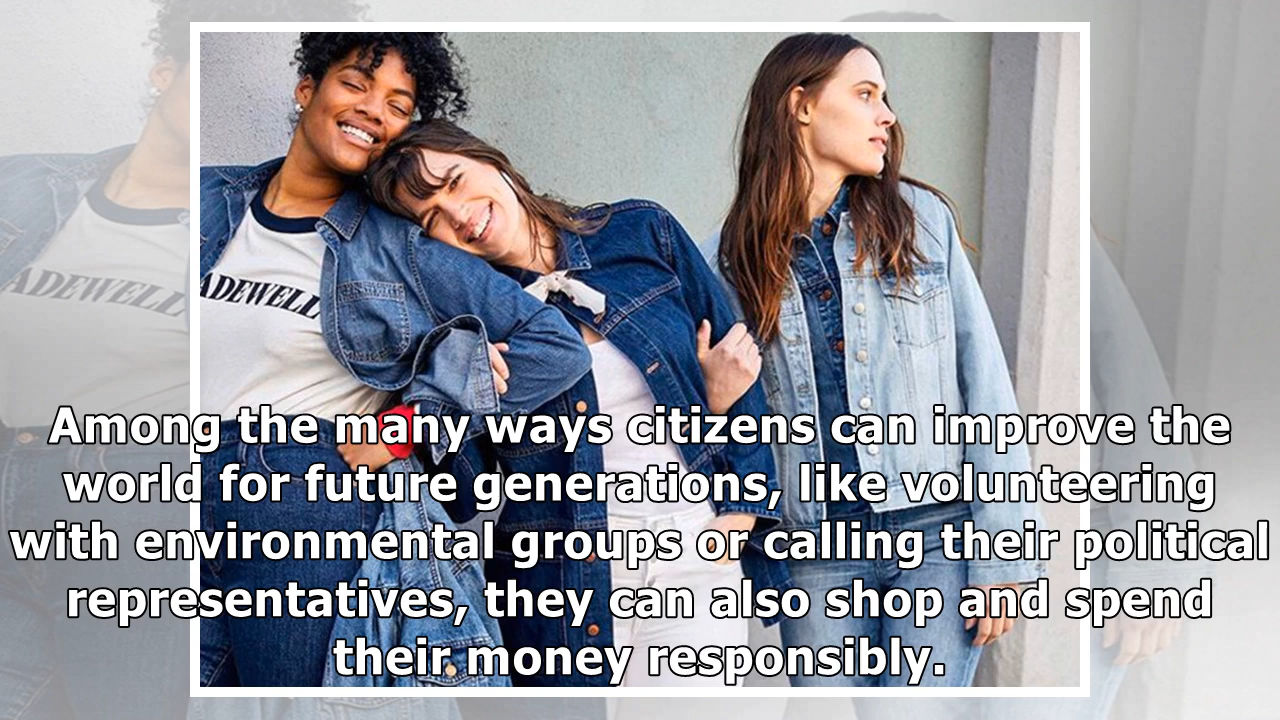 ADEWELL
ADEWELL
Among the many ways citizens can improve the
world for future generations, like volunteering
with environmental groups or calling their political
representatives, they can also shop and spend
their money responsibly.